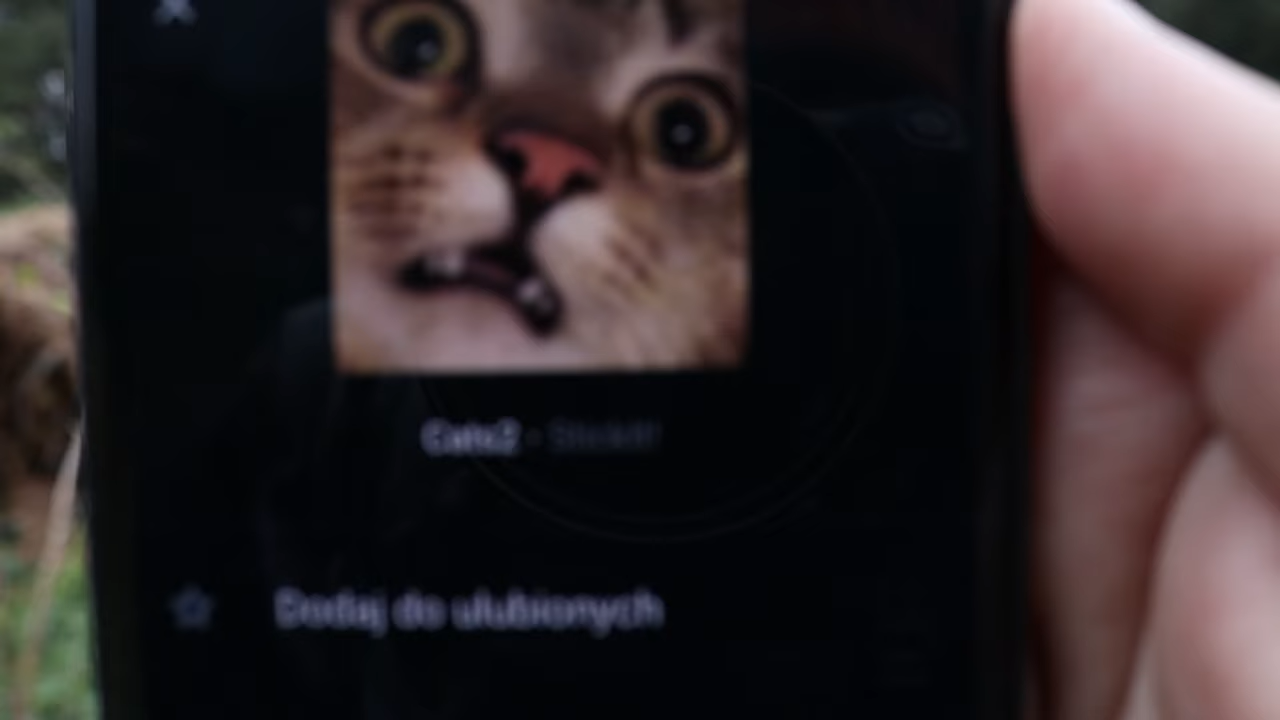 Cats2 •
Dodaj do ulubionych